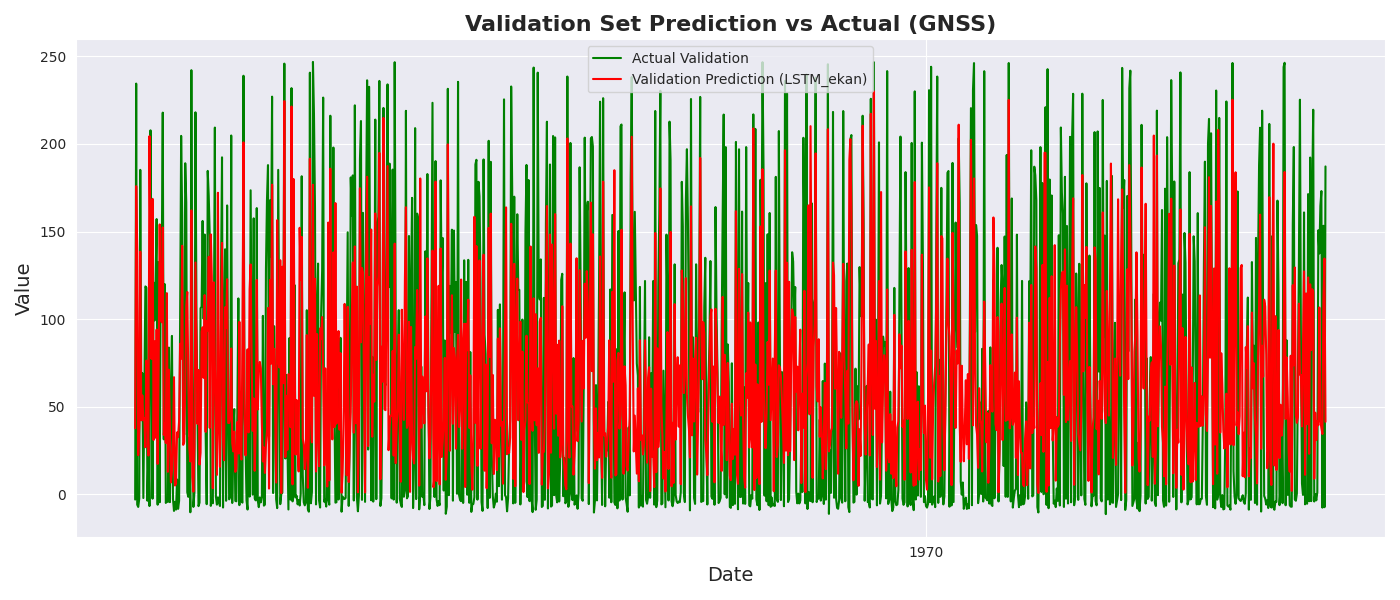 Validation Set Prediction vs Actual (GNSS)
Actual Validation
Validation Prediction (LSTM_ekan)
250
200
150
100
50
0
Value
1970
Date